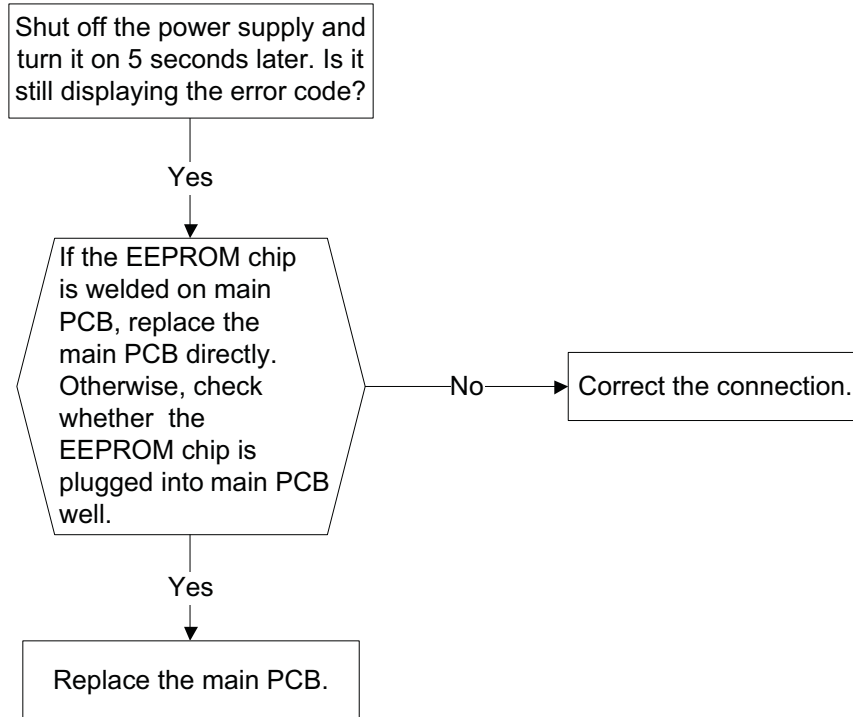 Shut off the power supply and
turn it on 5 seconds later. Is it
still displaying the error code?
Yes
If the EEPROM chip
is welded on main
PCB, replace the
main PCB directly.
Otherwise, check
whether  the
EEPROM chip is
plugged into main PCB
well.
No
Correct the connection.
Yes
Replace the main PCB.